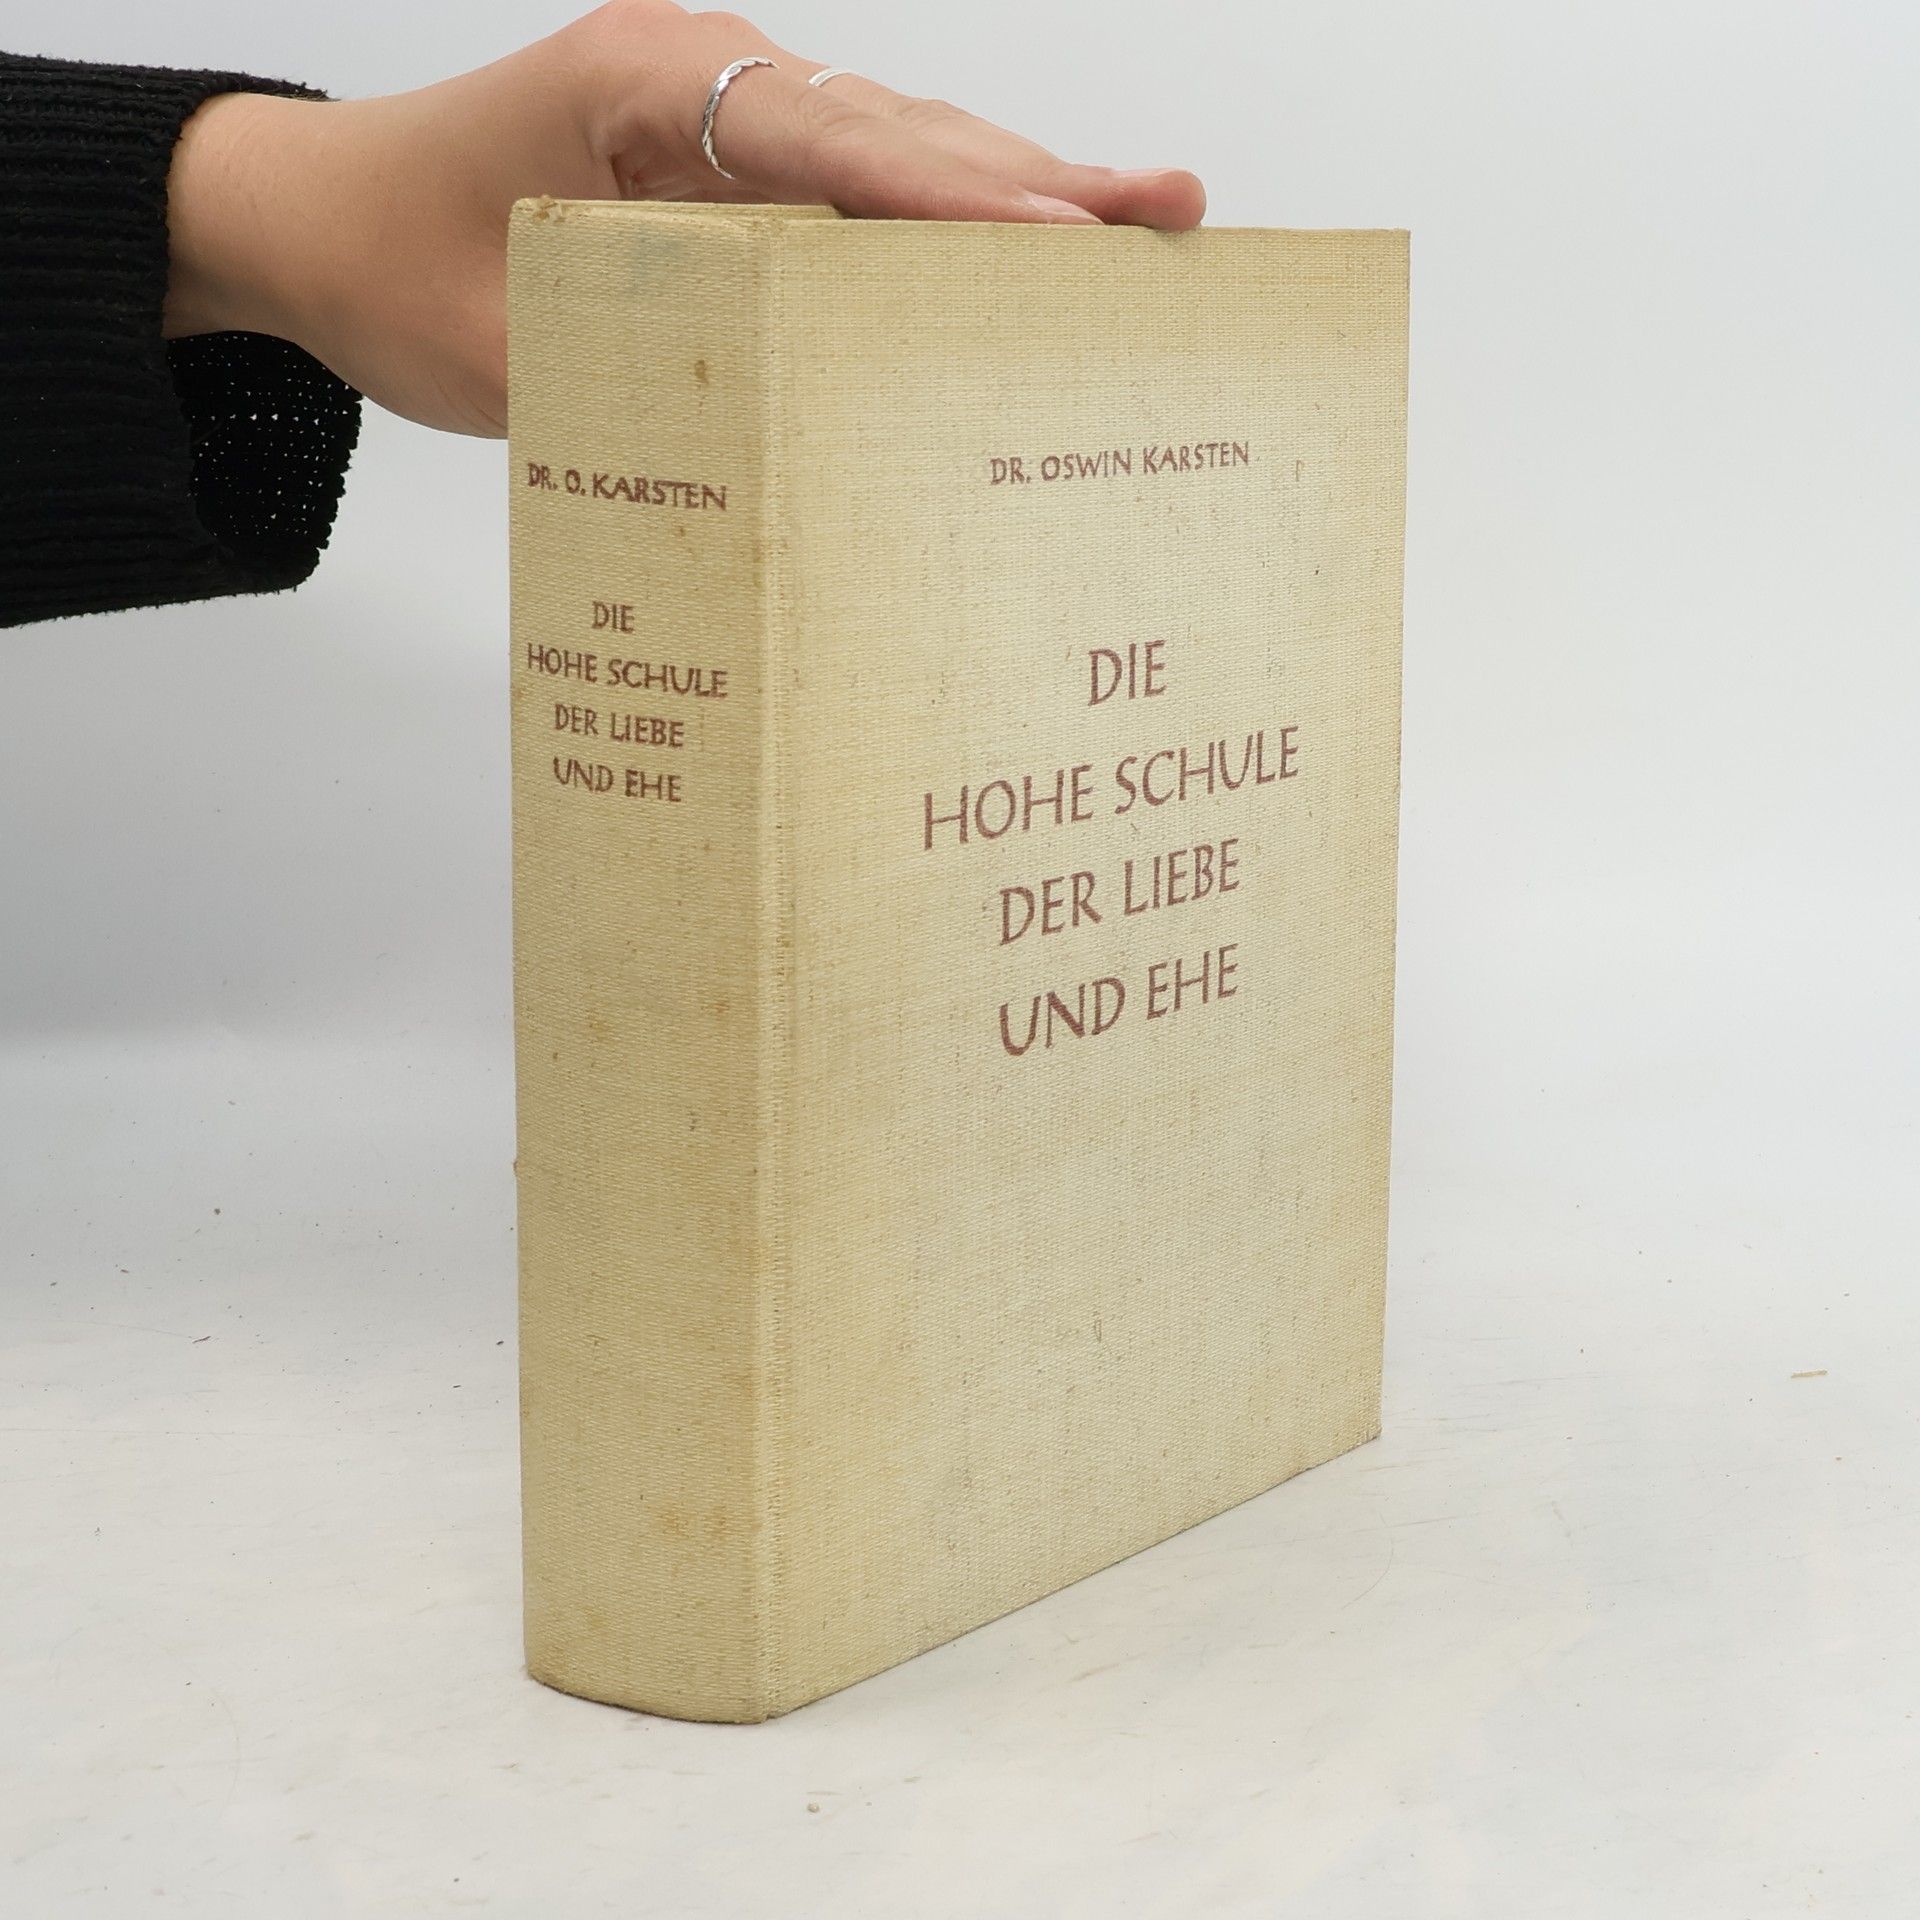 DR. O. KARSTEN
DIE
HOHE SCHULE
DER LIEBE
UND EHE
DR. OSWIN KARSTEN
DIE
HOHE SCHULE
DER LIEBE
UND EHE